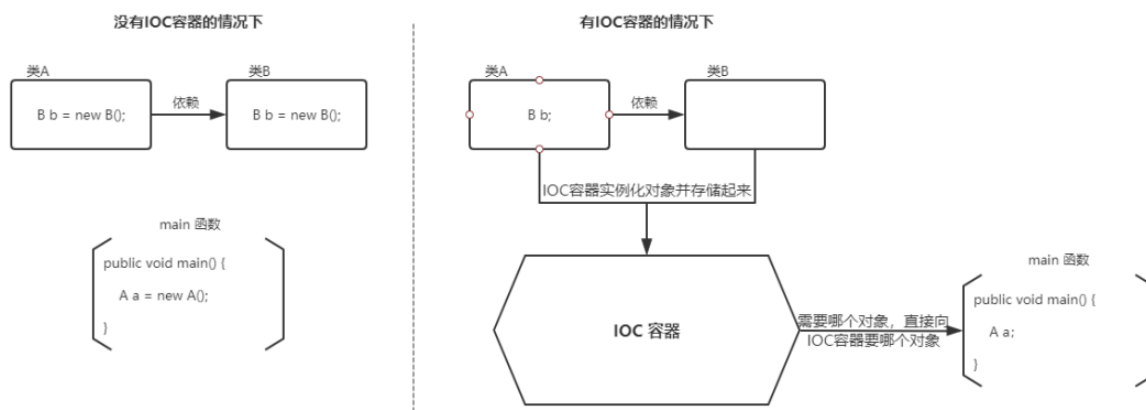 没有IOC容器的情况下
类A
类B
B b = new B();
依赖
B b = new B();
main 函数
public void main() {
A a = new A();
}
有IOC容器的情况下
类A
类B
B b;
依赖
IOC容器实例化对象并存储起来
IOC 容器
需要哪个对象，直接向
IOC容器要哪个对象
main 函数
public void main() {
A a;
}